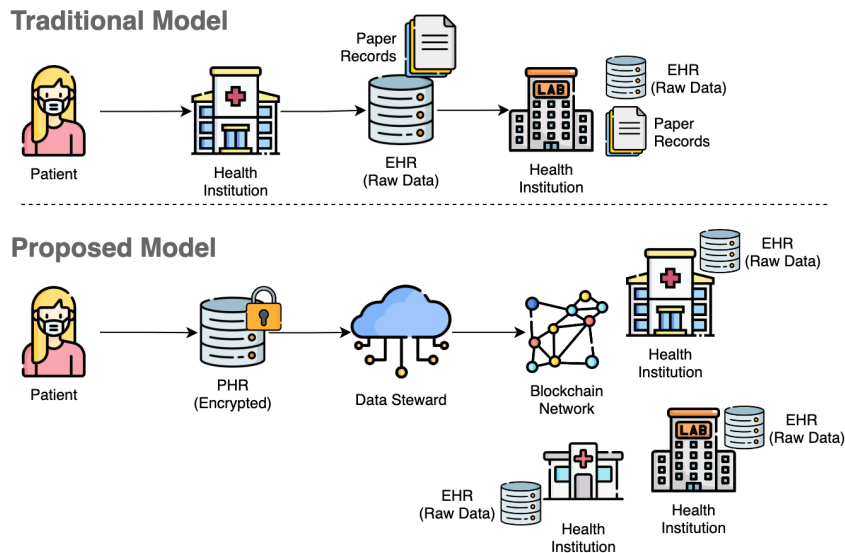 Traditional Model
Paper
Records
EHR
(Raw Data)
LAB
Paper
Records
Patient
Health
Institution
EHR
(Raw Data)
Health
Institution
Proposed Model
EHR
(Raw Data)
Health
Institution
Patient
PHR
(Encrypted)
Data Steward
Blockchain
Network
LAB
EHR
(Raw Data)
EHR
(Raw Data)
Health
Institution
Health
Institution